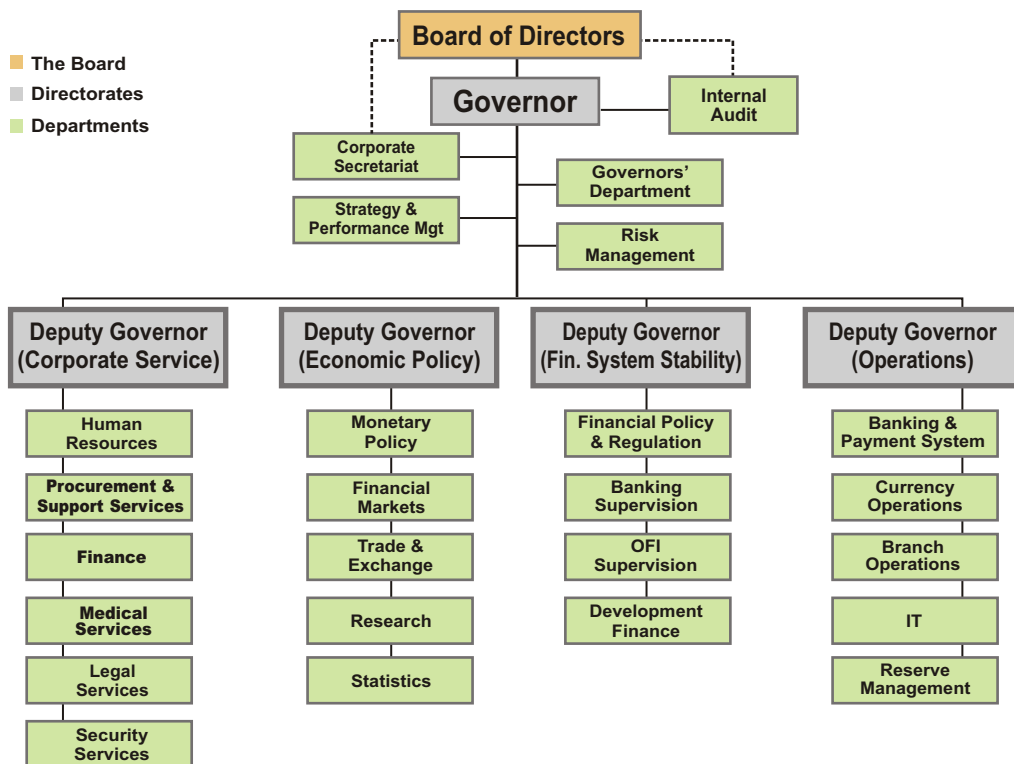 Board of Directors
The Board
Directorates
Departments
Governor
Internal
Audit
Corporate
Secretariat
Governors’
Department
Strategy &
Performance Mgt
Risk
Management
Deputy Governor
(Corporate Service)
Deputy Governor
(Economic Policy)
Deputy Governor
(Fin. System Stability)
Deputy Governor
(Operations)
Human
Resources
Procurement &
Support Services
Finance
Medical
Services
Legal
Services
Security
Services
Monetary
Policy
Financial
Markets
Trade &
Exchange
Research
Statistics
Financial Policy
& Regulation
Banking
Supervision
OFI
Supervision
Development
Finance
Banking &
Payment System
Currency
Operations
Branch
Operations
IT
Reserve
Management